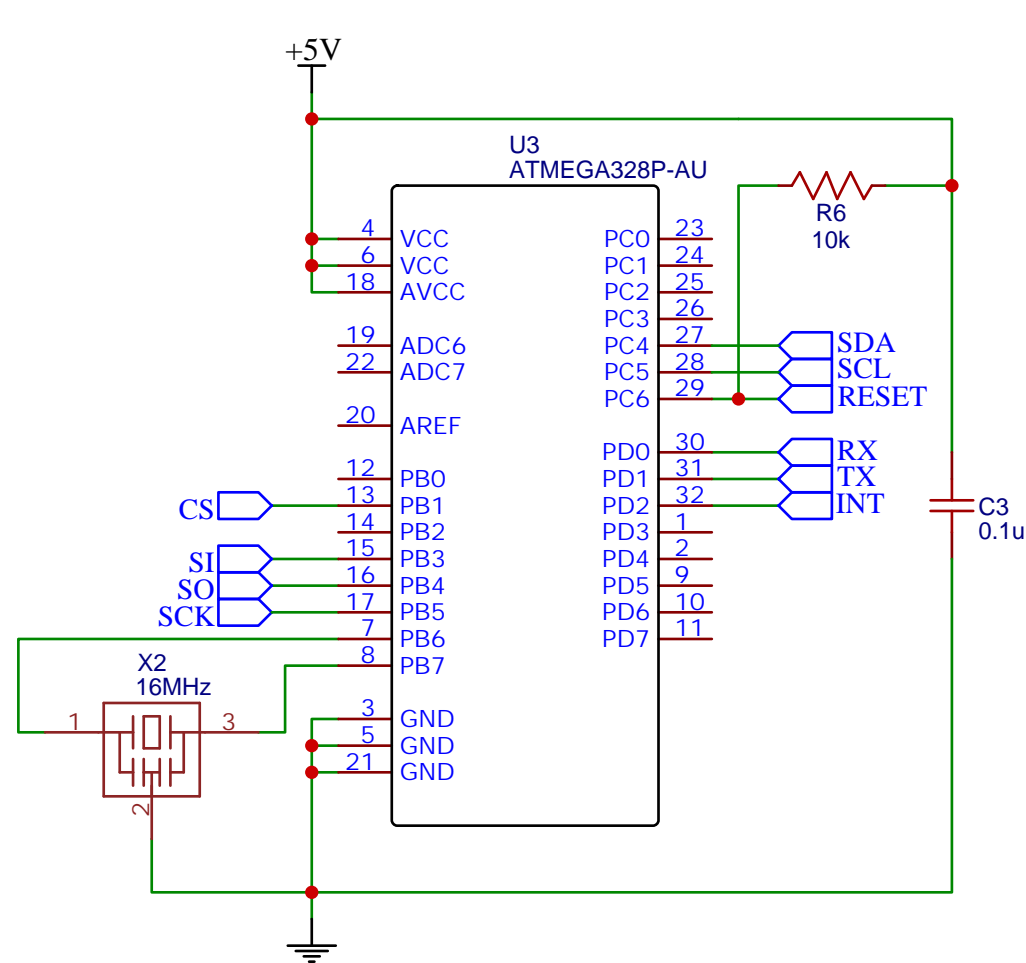 +5V
U3
ATMEGA328P-AU
R6
10k
4 VCC
6 VCC
18 AVCC
19 ADC6
22 ADC7
20 AREF
12 PB0
CS 13 PB1
14 PB2
SI 15 PB3
SO 16 PB4
SCK 17 PB5
7 PB6
8 PB7
3 GND
5 GND
21 GND
PC0 23
PC1 24
PC2 25
PC3 26
PC4 27 SDA
PC5 28 SCL
PC6 29 RESET
PD0 30 RX
PD1 31 TX
PD2 32 INT
PD3 1
PD4 2
PD5 9
PD6 10
PD7 11
C3
0.1u
X2
16MHz
1 3
2